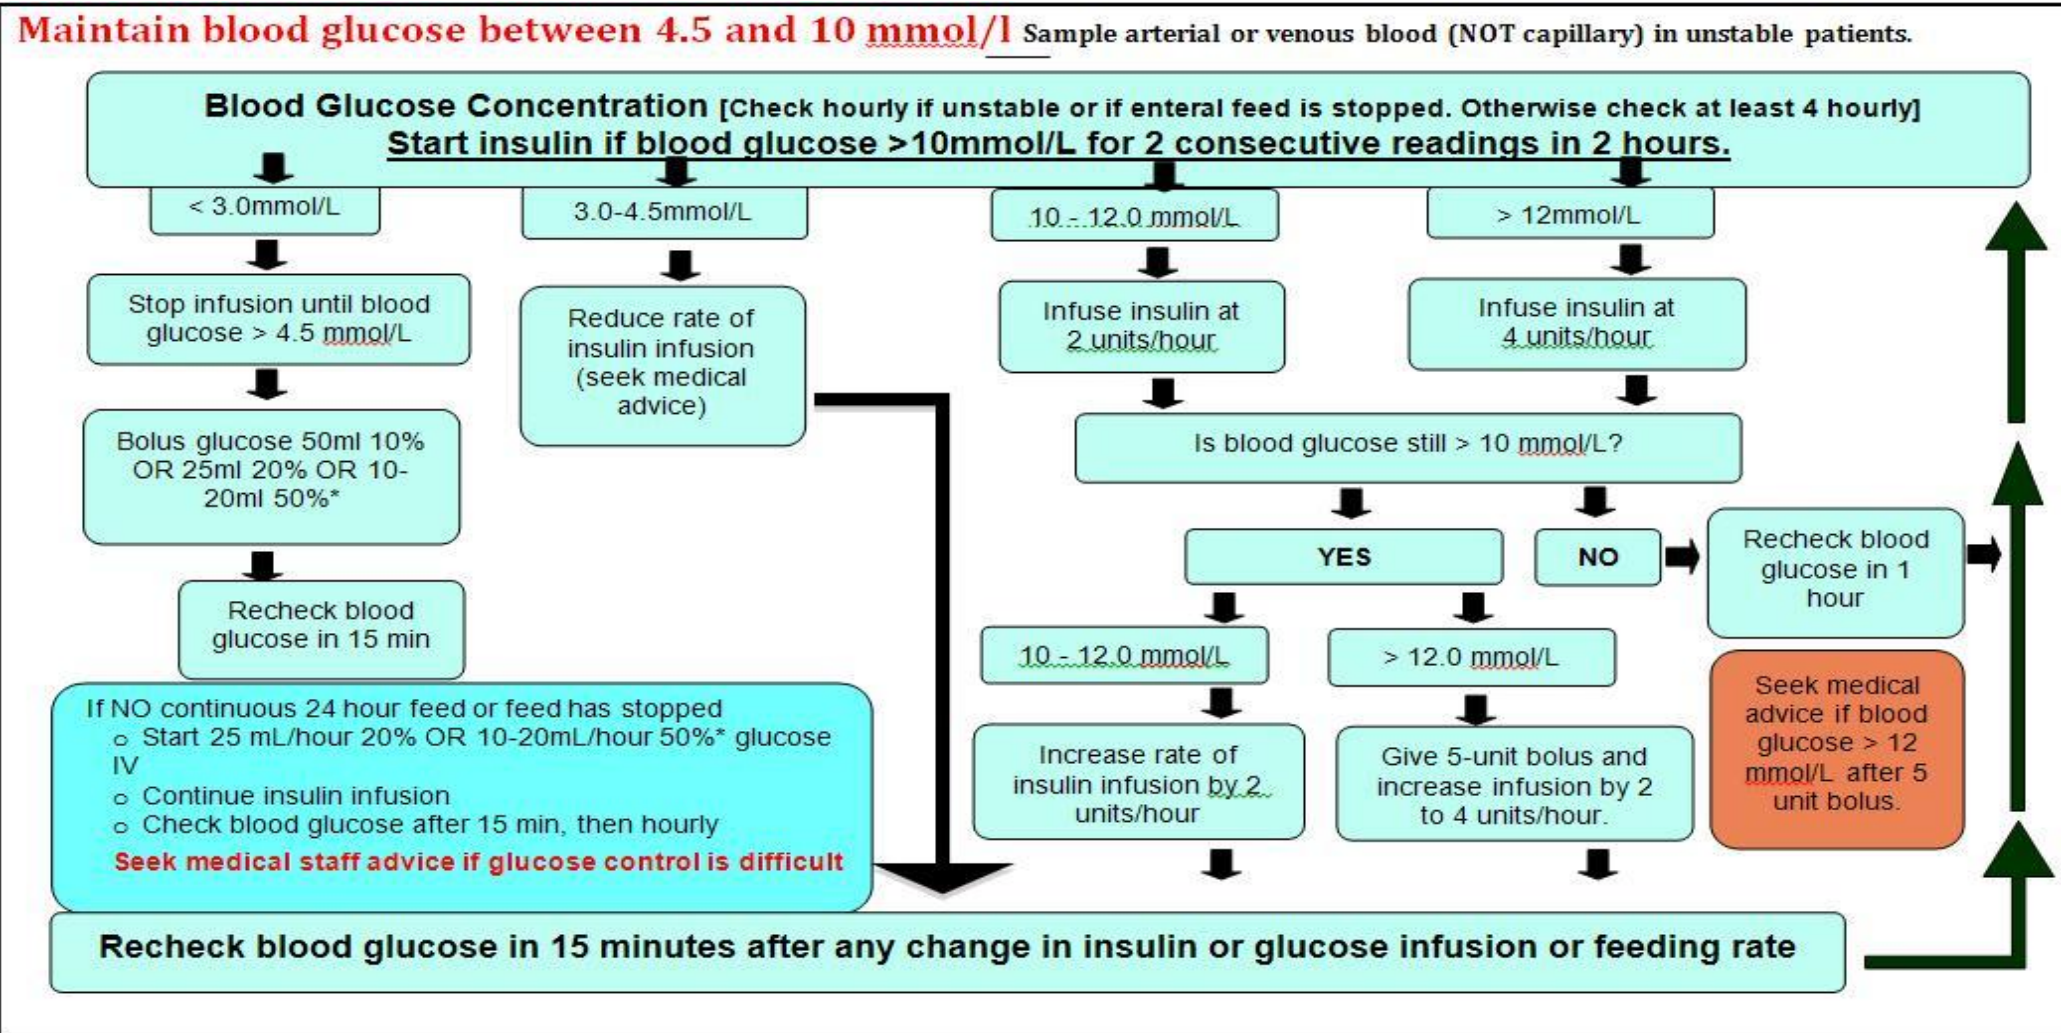 Maintain blood glucose between 4.5 and 10 mmol/l Sample arterial or venous blood (NOT capillary) in unstable patients.
Blood Glucose Concentration [Check hourly if unstable or if enteral feed is stopped. Otherwise check at least 4 hourly]
Start insulin if blood glucose >10mmol/L for 2 consecutive readings in 2 hours.
< 3.0mmol/L
Stop infusion until blood
glucose > 4.5 mmol/L
Bolus glucose 50ml 10%
OR 25ml 20% OR 10-
20ml 50%*
Recheck blood
glucose in 15 min
If NO continuous 24 hour feed or feed has stopped
o Start 25 mL/hour 20% OR 10-20mL/hour 50%* glucose
IV
o Continue insulin infusion
o Check blood glucose after 15 min, then hourly
Seek medical staff advice if glucose control is difficult
3.0-4.5mmol/L
Reduce rate of
insulin infusion
(seek medical
advice)
10 - 12.0 mmol/L
Infuse insulin at
2 units/hour
> 12mmol/L
Infuse insulin at
4 units/hour
Is blood glucose still > 10 mmol/L?
YES
NO
Recheck blood
glucose in 1
hour
10 - 12.0 mmol/L
Increase rate of
insulin infusion by 2
units/hour
> 12.0 mmol/L
Give 5-unit bolus and
increase infusion by 2
to 4 units/hour.
Seek medical
advice if blood
glucose > 12
mmol/L after 5
unit bolus.
Recheck blood glucose in 15 minutes after any change in insulin or glucose infusion or feeding rate